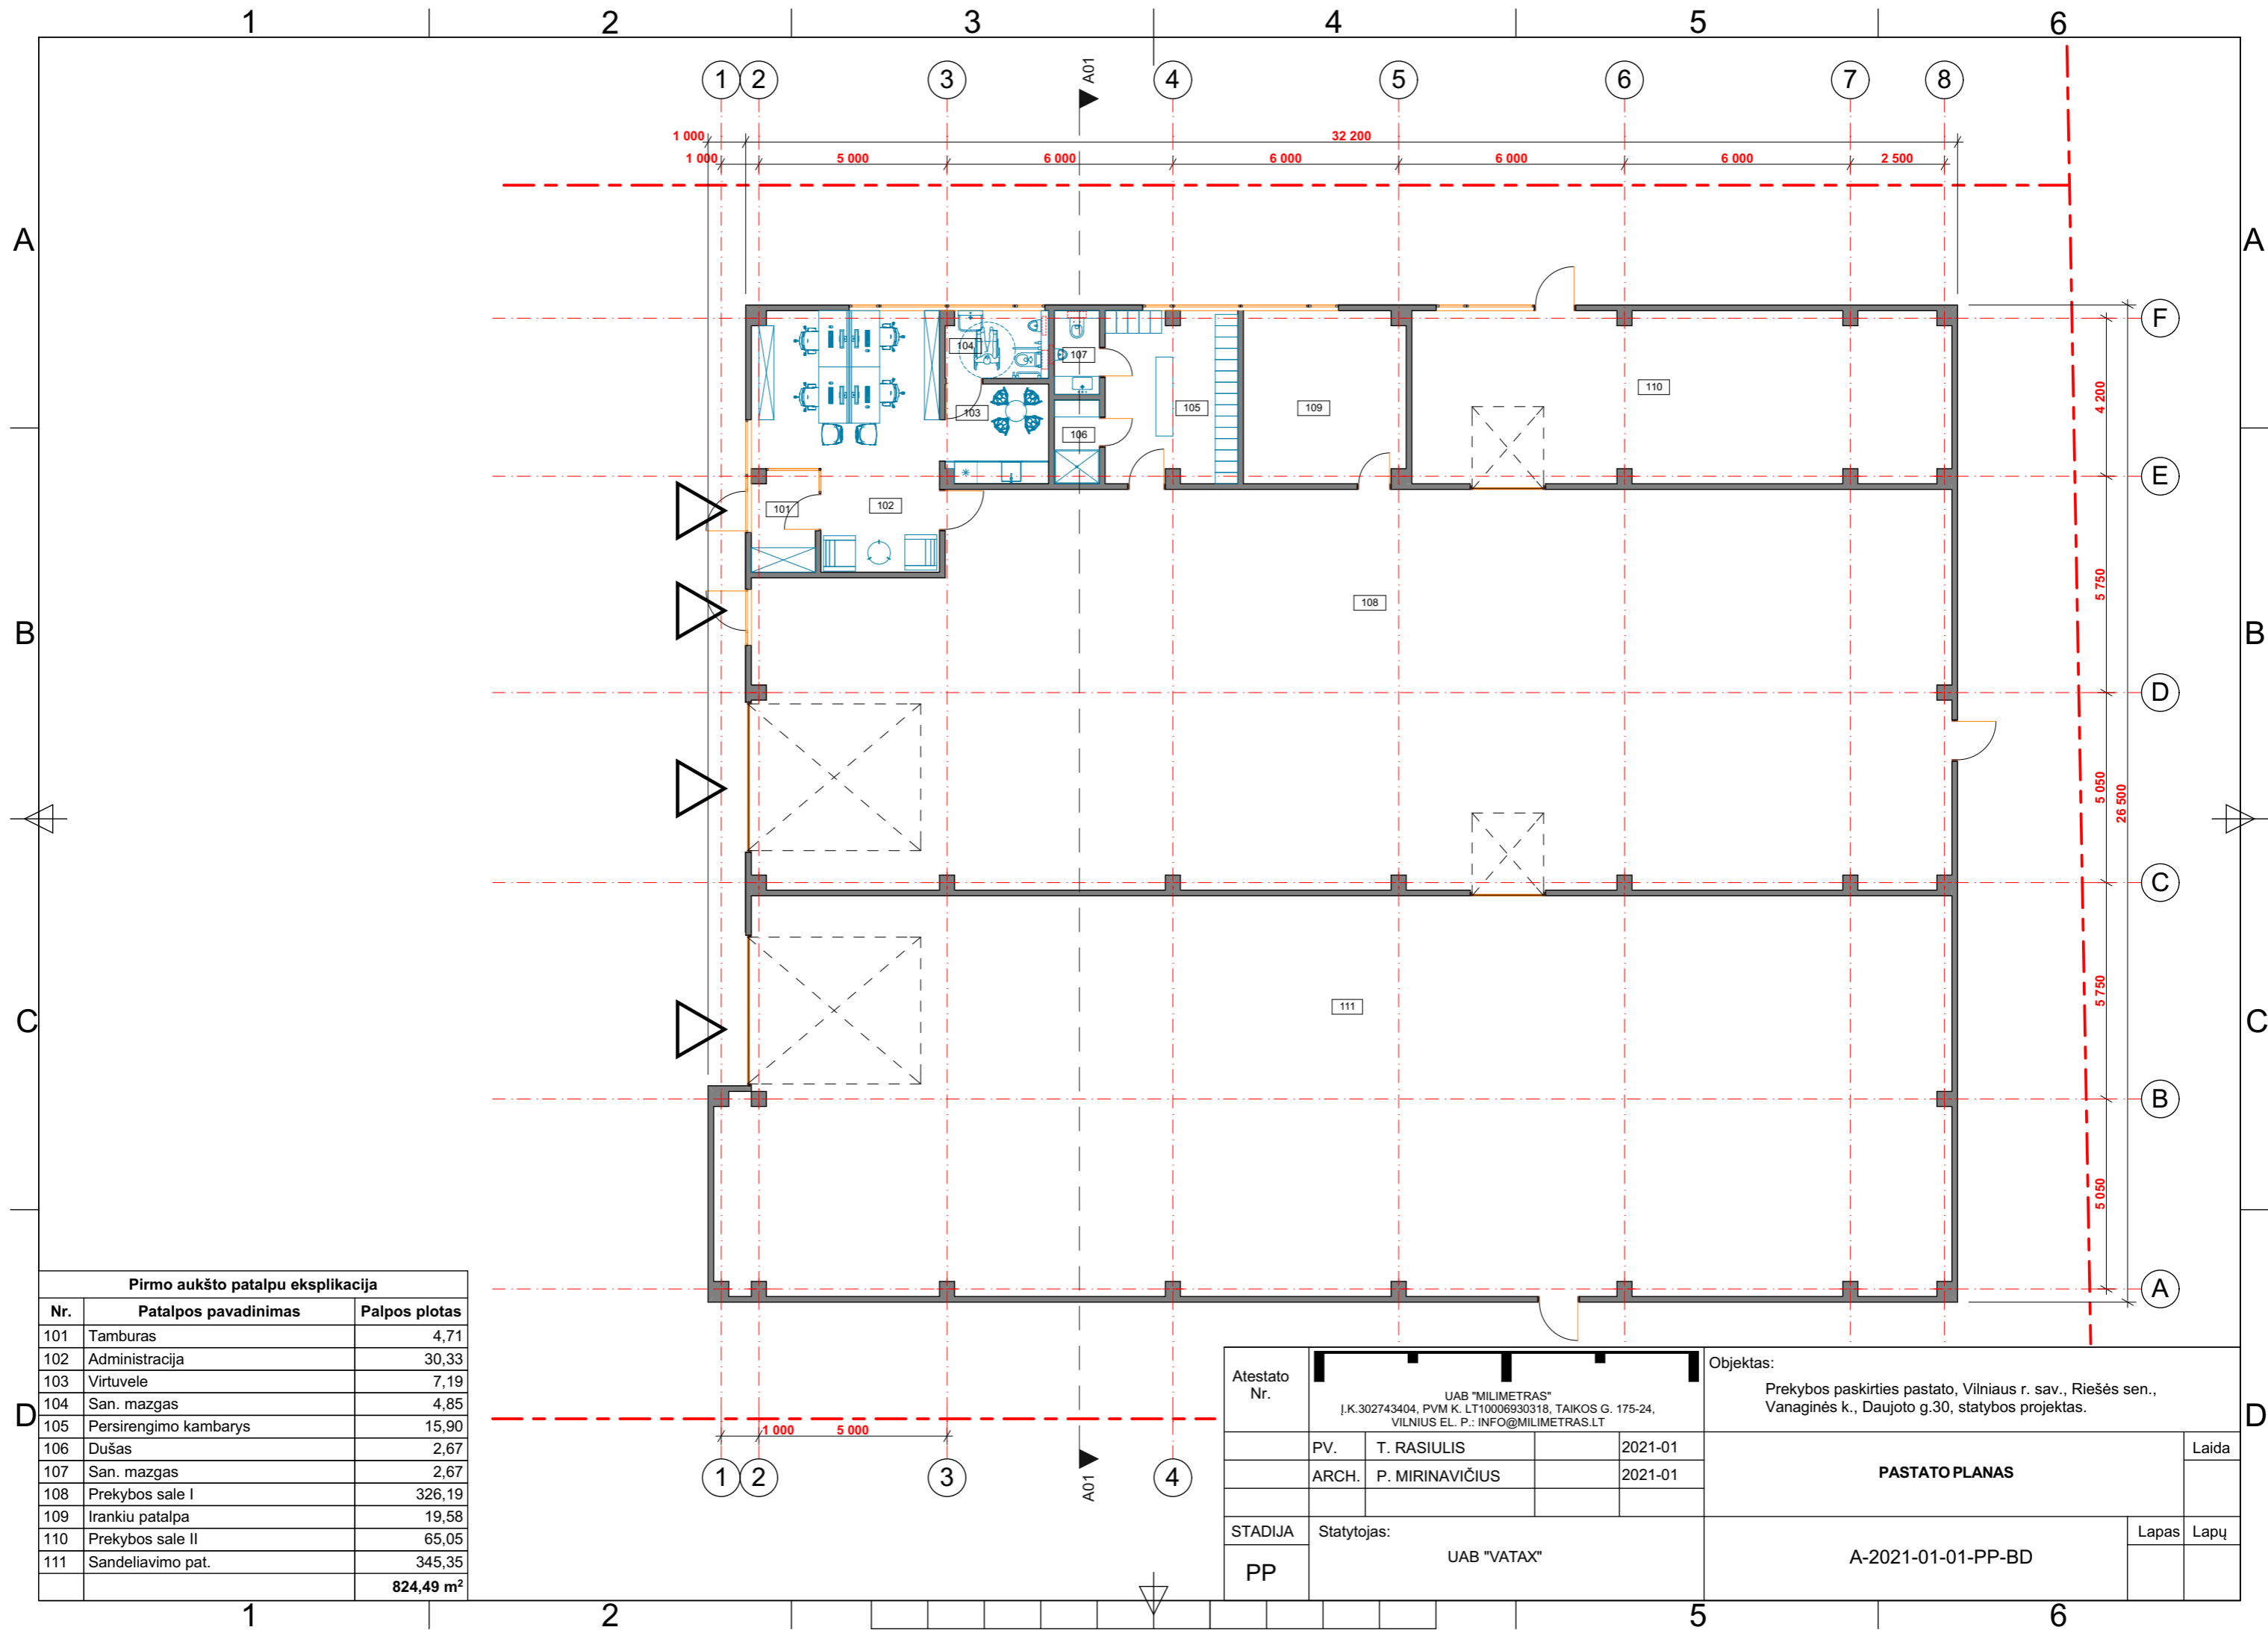 1 2 3 4 5 6
1 2 3 4 5 6 7 8
A01
1 000 32 200
1 000 5 000 6 000 6 000 6 000 6 000 2 500
A A
F
104
107
110
4 200
103 105 109
106
E
101 102
5 750
108
B B
D
5 050
26 500
C
5 750
111
C C
B
5 050
A
Pirmo aukšto patalpu eksplikacija
Nr. Patalpos pavadinimas Palpos plotas
101 Tamburas 4,71
102 Administracija 30,33
103 Virtuvele 7,19
104 San. mazgas 4,85
105 Persirengimo kambarys 15,90
106 Dušas 2,67
107 San. mazgas 2,67
108 Prekybos sale I 326,19
109 Irankiu patalpa 19,58
110 Prekybos sale II 65,05
111 Sandeliavimo pat. 345,35
824,49 m²
1 000 5 000
1 2 3 4
A01
D D
Atestato
Nr.
UAB "MILIMETRAS"
Į.K.302743404, PVM K. LT10006930318, TAIKOS G. 175-24,
VILNIUS EL. P.: INFO@MILIMETRAS.LT
Objektas:
Prekybos paskirties pastato, Vilniaus r. sav., Riešės sen.,
Vanaginės k., Daujoto g.30, statybos projektas.
PV. T. RASIULIS 2021-01
ARCH. P. MIRINAVIČIUS 2021-01
PASTATO PLANAS
Laida
STADIJA
PP
Statytojas:
UAB "VATAX"
A-2021-01-01-PP-BD
Lapas Lapų
1 2 5 6